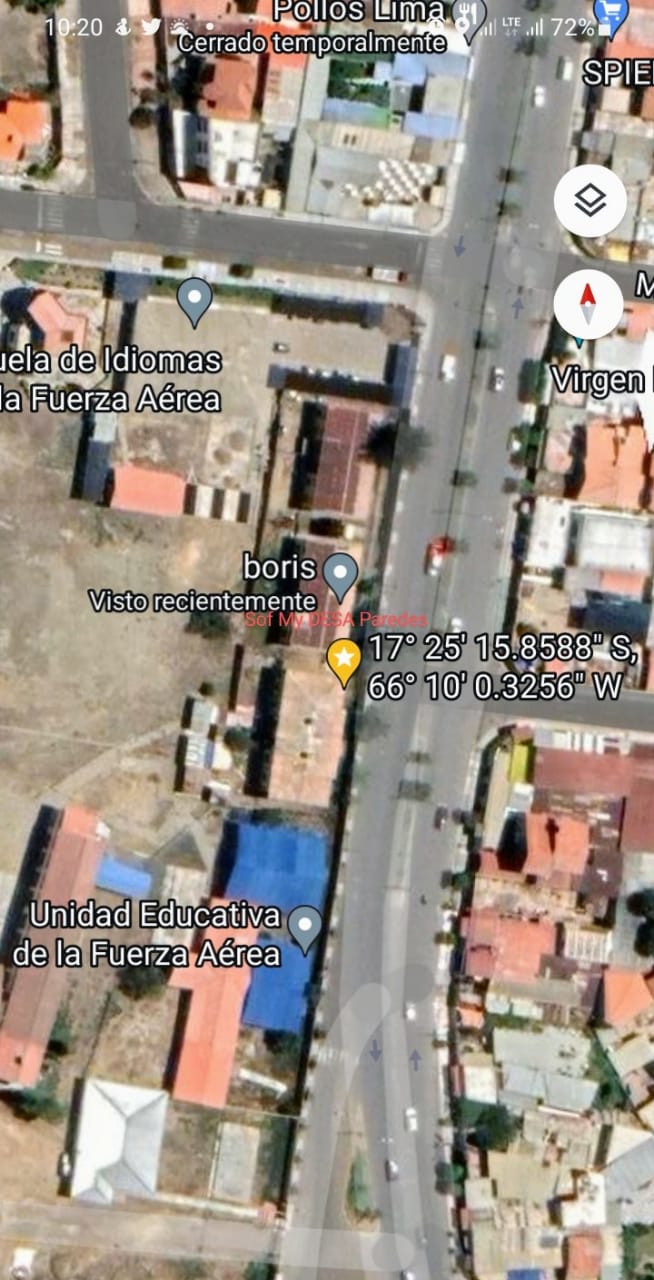 10:20
LTE
72%
Pollos Lima
Cerrado temporalmente
SPIE
M
uela de Idiomas
la Fuerza Aérea
Virgen
boris
Visto recientemente
Sof My DESA Paredes
17° 25' 15.8588" S,
66° 10' 0.3256" W
Unidad Educativa
de la Fuerza Aérea